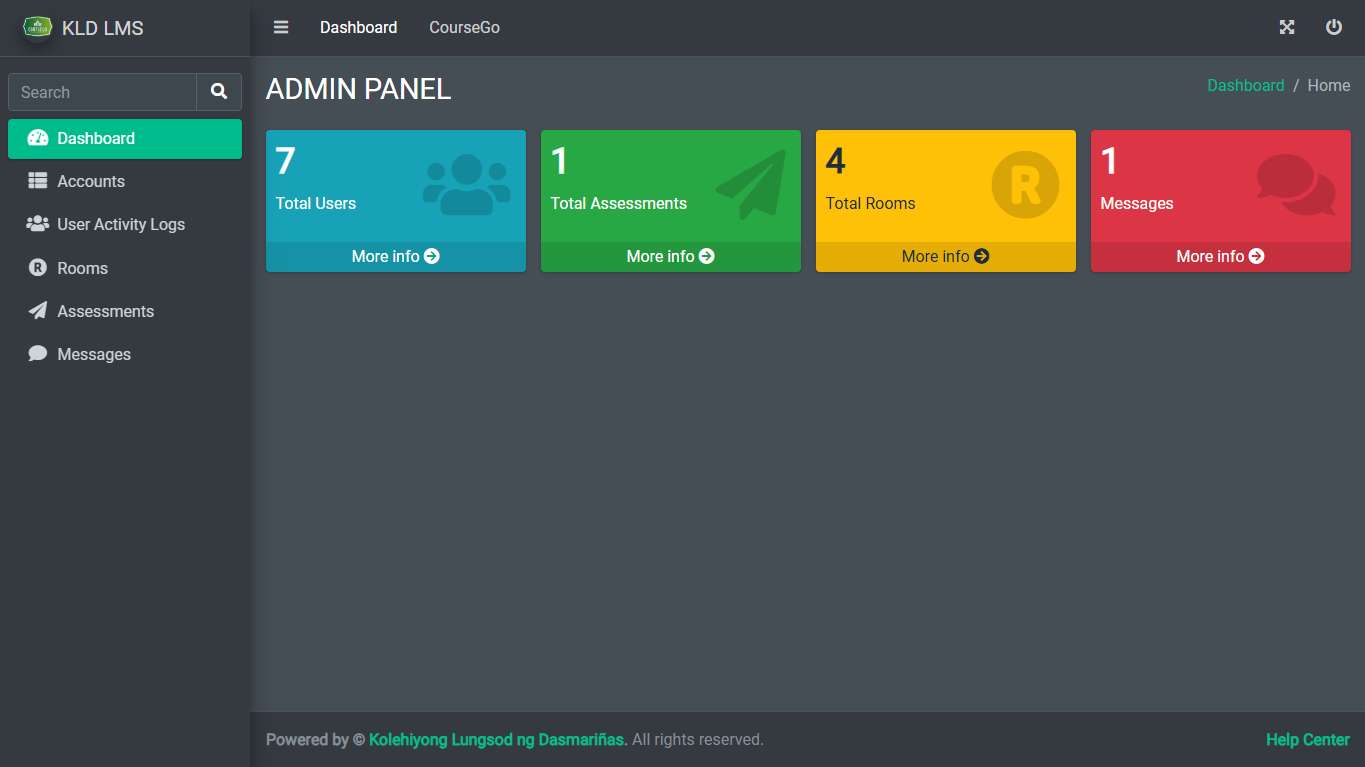 KLD LMS
Dashboard CourseGo
Search
Dashboard
Accounts
User Activity Logs
R Rooms
Assessments
Messages
ADMIN PANEL
Dashboard / Home
7
Total Users
More info
1
Total Assessments
More info
4
Total Rooms
R
More info
1
Messages
More info
Powered by © Kolehiyong Lungsod ng Dasmariñas. All rights reserved.
Help Center